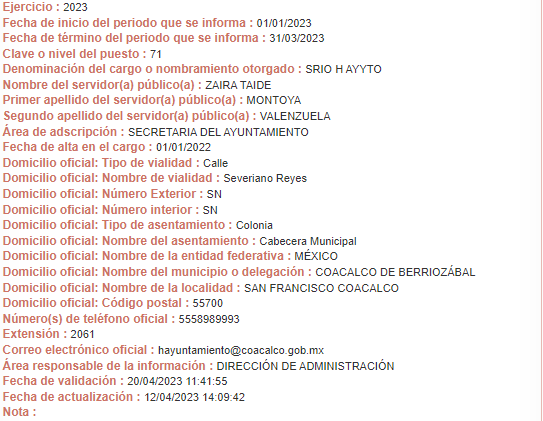 Ejercicio : 2023
Fecha de inicio del periodo que se informa : 01/01/2023
Fecha de término del periodo que se informa : 31/03/2023
Clave o nivel del puesto : 71
Denominación del cargo o nombramiento otorgado : SRIO H AYYTO
Nombre del servidor(a) público(a) : ZAIRA TAIDE
Primer apellido del servidor(a) público(a) : MONTOYA
Segundo apellido del servidor(a) público(a) : VALENZUELA
Área de adscripción : SECRETARIA DEL AYUNTAMIENTO
Fecha de alta en el cargo : 01/01/2022
Domicilio oficial: Tipo de vialidad : Calle
Domicilio oficial: Nombre de vialidad : Severiano Reyes
Domicilio oficial: Número Exterior : SN
Domicilio oficial: Número interior : SN
Domicilio oficial: Tipo de asentamiento : Colonia
Domicilio oficial: Nombre del asentamiento : Cabecera Municipal
Domicilio oficial: Nombre de la entidad federativa : MÉXICO
Domicilio oficial: Nombre del municipio o delegación : COACALCO DE BERRIOZÁBAL
Domicilio oficial: Nombre de la localidad : SAN FRANCISCO COACALCO
Domicilio oficial: Código postal : 55700
Número(s) de teléfono oficial : 5558989993
Extensión : 2061
Correo electrónico oficial : hayuntamiento@coacalco.gob.mx
Área responsable de la información : DIRECCIÓN DE ADMINISTRACIÓN
Fecha de validación : 20/04/2023 11:41:55
Fecha de actualización : 12/04/2023 14:09:42
Nota :